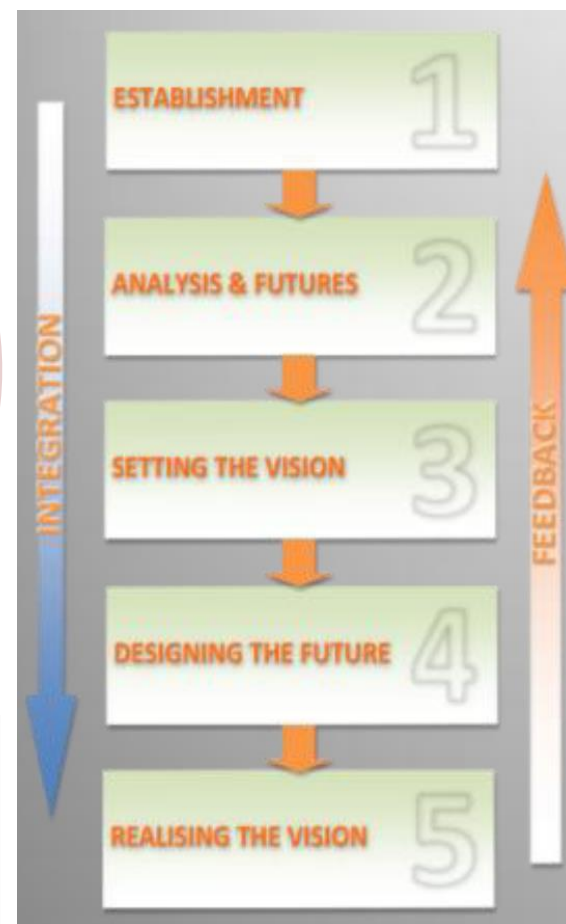 ESTABLISHMENT 1
ANALYSIS & FUTURES 2
SETTING THE VISION 3
DESIGNING THE FUTURE 4
REALISING THE VISION 5
INTEGRATION
FEEDBACK